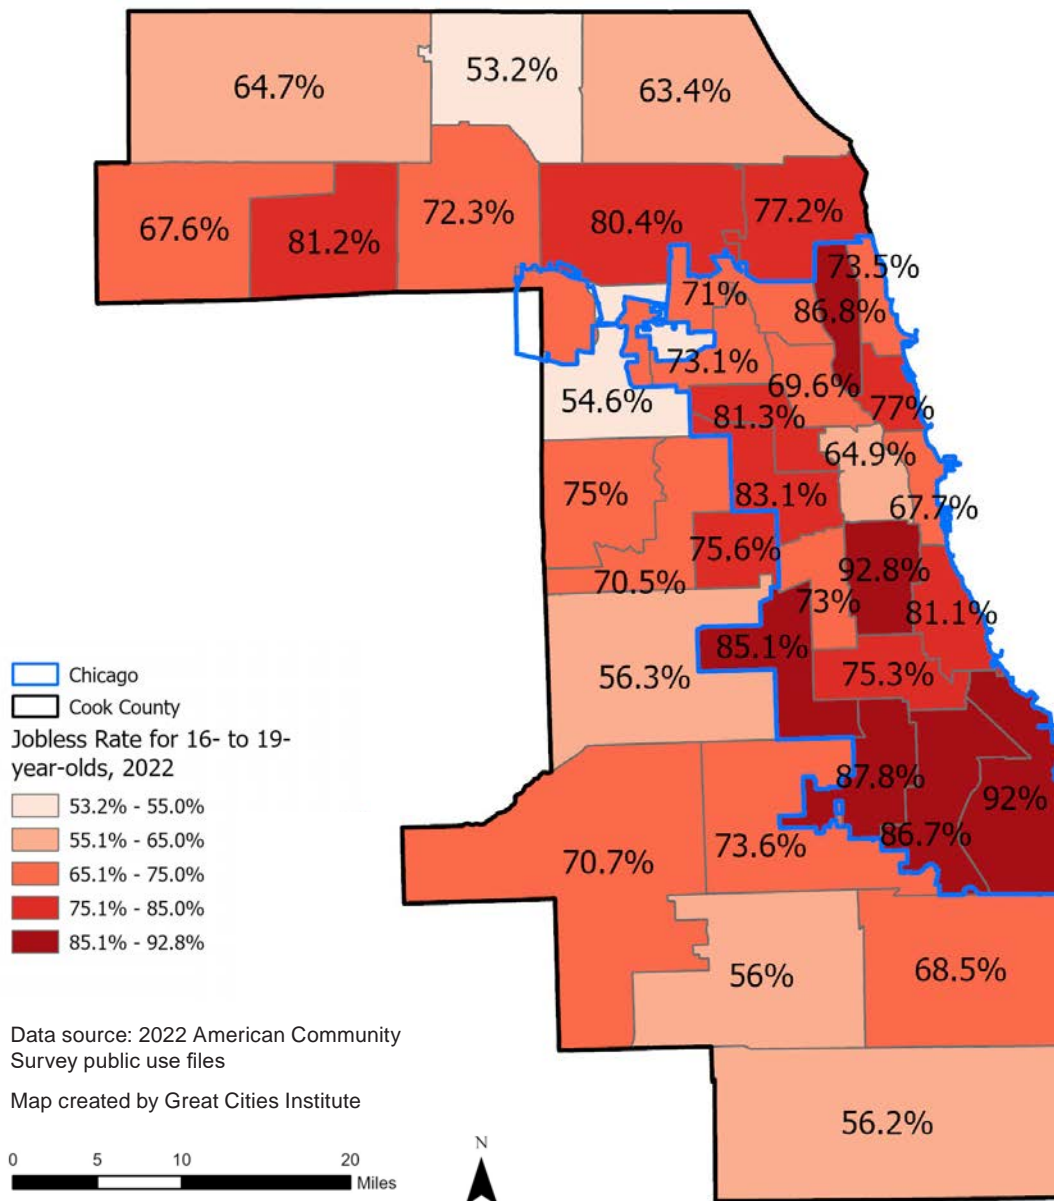 64.7%
53.2%
63.4%
67.6%
81.2%
72.3%
80.4%
77.2%
73.5%
71%
86.8%
73.1%
69.6%
54.6%
81.3%
77%
64.9%
75%
83.1%
67.7%
75.6%
92.8%
70.5%
73%
81.1%
85.1%
56.3%
75.3%
87.8%
92%
86.7%
73.6%
70.7%
56%
68.5%
56.2%
Chicago
Cook County
Jobless Rate for 16- to 19-
year-olds, 2022
53.2% - 55.0%
55.1% - 65.0%
65.1% - 75.0%
75.1% - 85.0%
85.1% - 92.8%
Data source: 2022 American Community
Survey public use files
Map created by Great Cities Institute
0 5 10 20
Miles
N